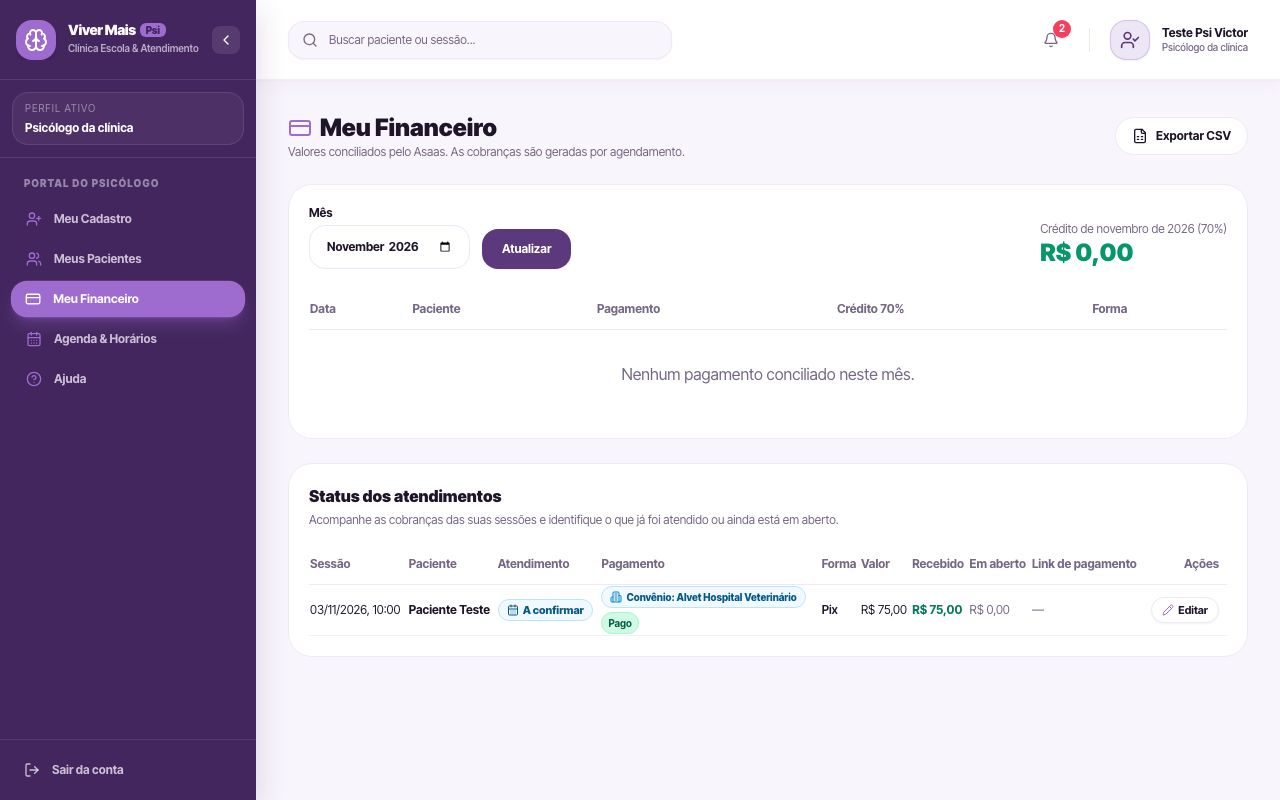 Viver Mais Psi
Clínica Escola & Atendimento
Buscar paciente ou sessão...
2
Teste Psi Victor
Psicólogo da clínica
PERFIL ATIVO
Psicólogo da clínica
PORTAL DO PSICÓLOGO
Meu Cadastro
Meus Pacientes
Meu Financeiro
Agenda & Horários
Ajuda
Sair da conta
Meu Financeiro
Valores conciliados pelo Asaas. As cobranças são geradas por agendamento.
Exportar CSV
Mês
November 2026
Atualizar
Crédito de novembro de 2026 (70%)
R$ 0,00
Data Paciente Pagamento Crédito 70% Forma
Nenhum pagamento conciliado neste mês.
Status dos atendimentos
Acompanhe as cobranças das suas sessões e identifique o que já foi atendido ou ainda está em aberto.
Sessão Paciente Atendimento Pagamento Forma Valor Recebido Em aberto Link de pagamento Ações
03/11/2026, 10:00 Paciente Teste A confirmar Convênio: Alvet Hospital Veterinário Pago Pix R$ 75,00 R$ 75,00 R$ 0,00 — Editar